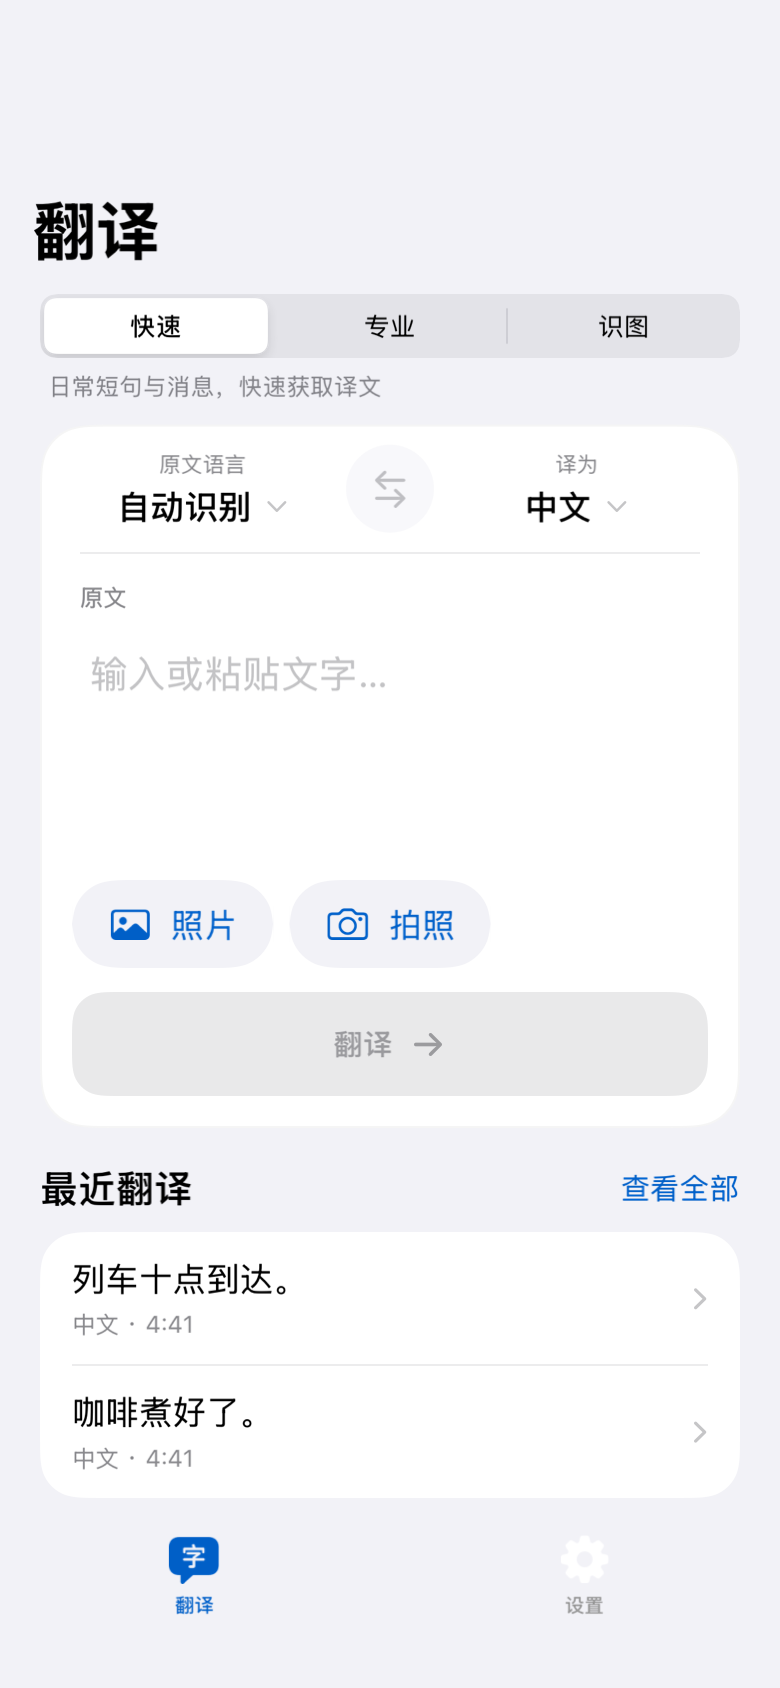 翻译
快速
专业
识图
日常短句与消息，快速获取译文
原文语言
译为
自动识别
中文
原文
输入或粘贴文字...
照片
拍照
翻译
最近翻译
查看全部
列车十点到达。
中文 · 4:41
咖啡煮好了。
中文 · 4:41
字
翻译
设置